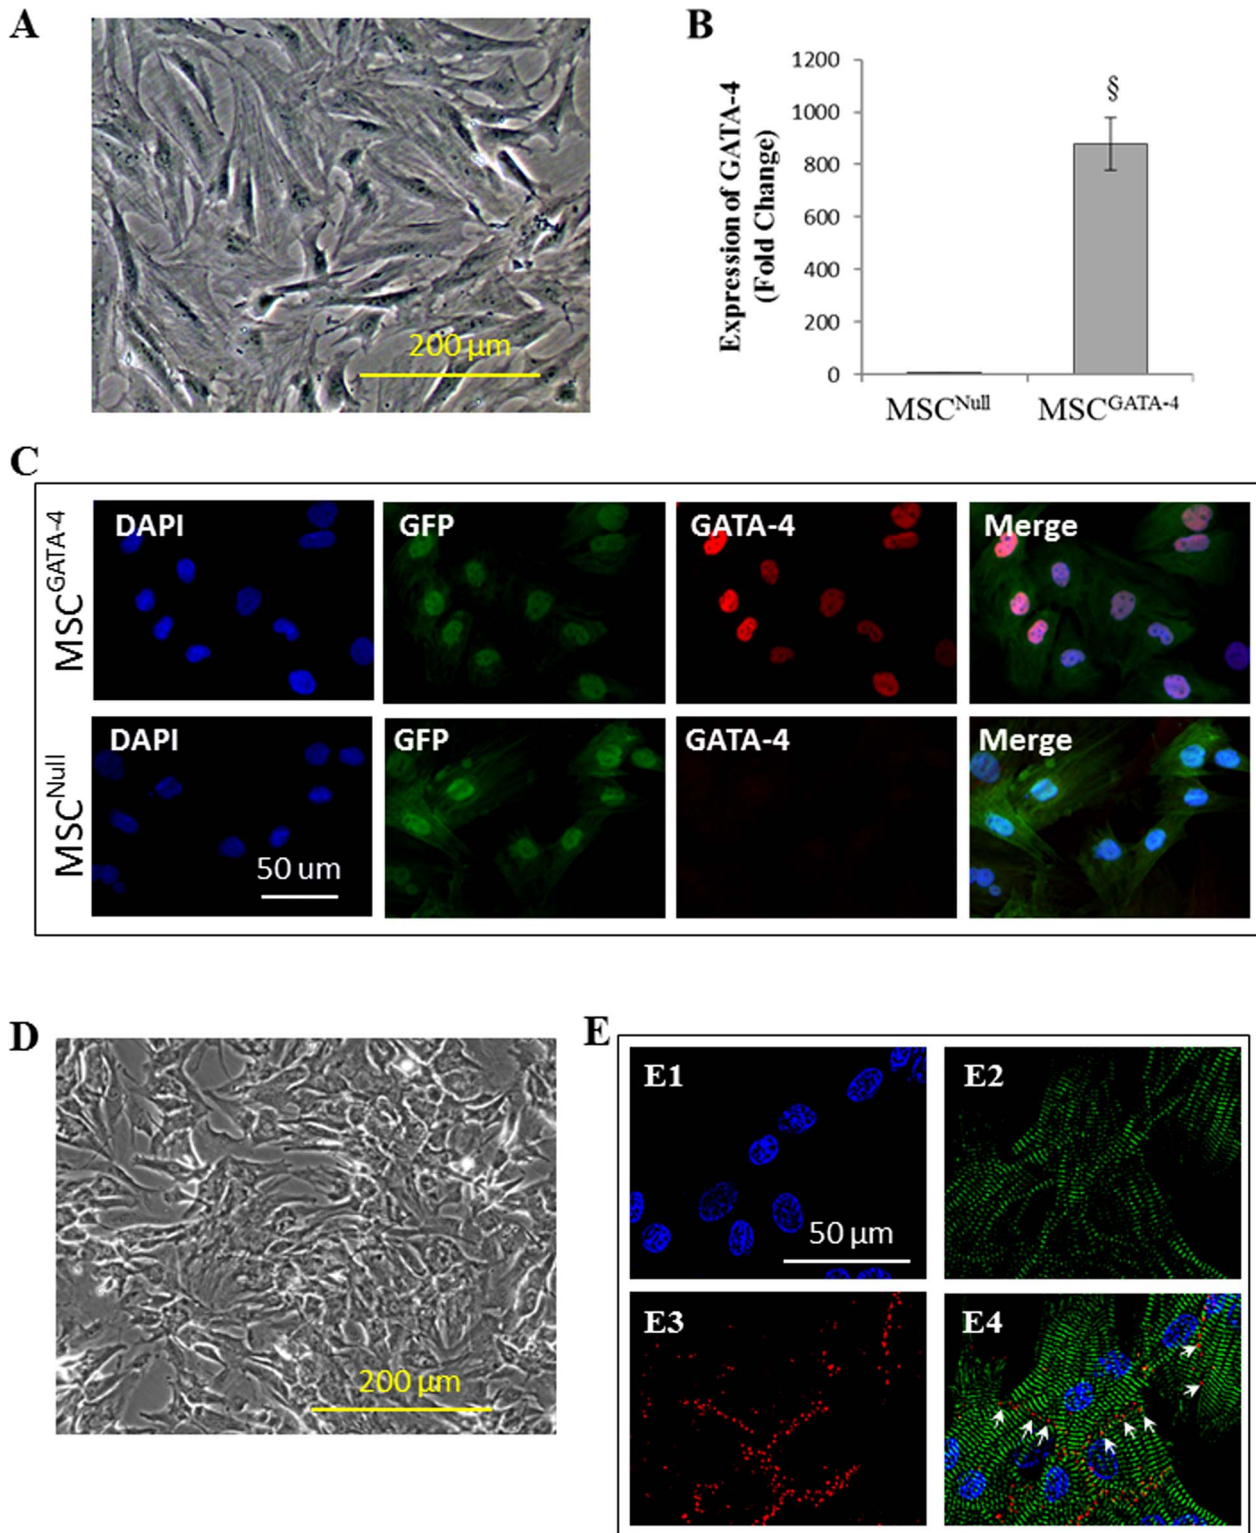 A
200 µm
B
Expression of GATA-4
(Fold Change)
1200
1000
800
600
400
200
0
§
MSC^Null
MSC^GATA-4
C
MSC^GATA-4
DAPI
GFP
GATA-4
Merge
MSC^Null
DAPI
GFP
GATA-4
Merge
50 um
D
200 µm
E
E1
E2
50 µm
E3
E4